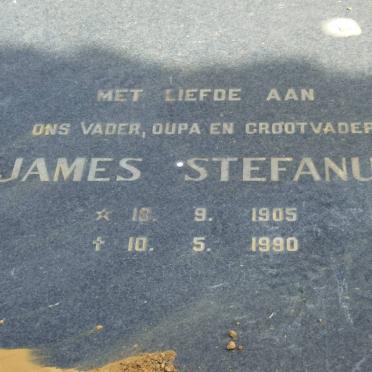 MET LIEFDE AAN
ONS VADER, OUPA EN GROOTVADER
JAMES STEFANU
☆ 18. 9. 1905
✝ 10. 5. 1990